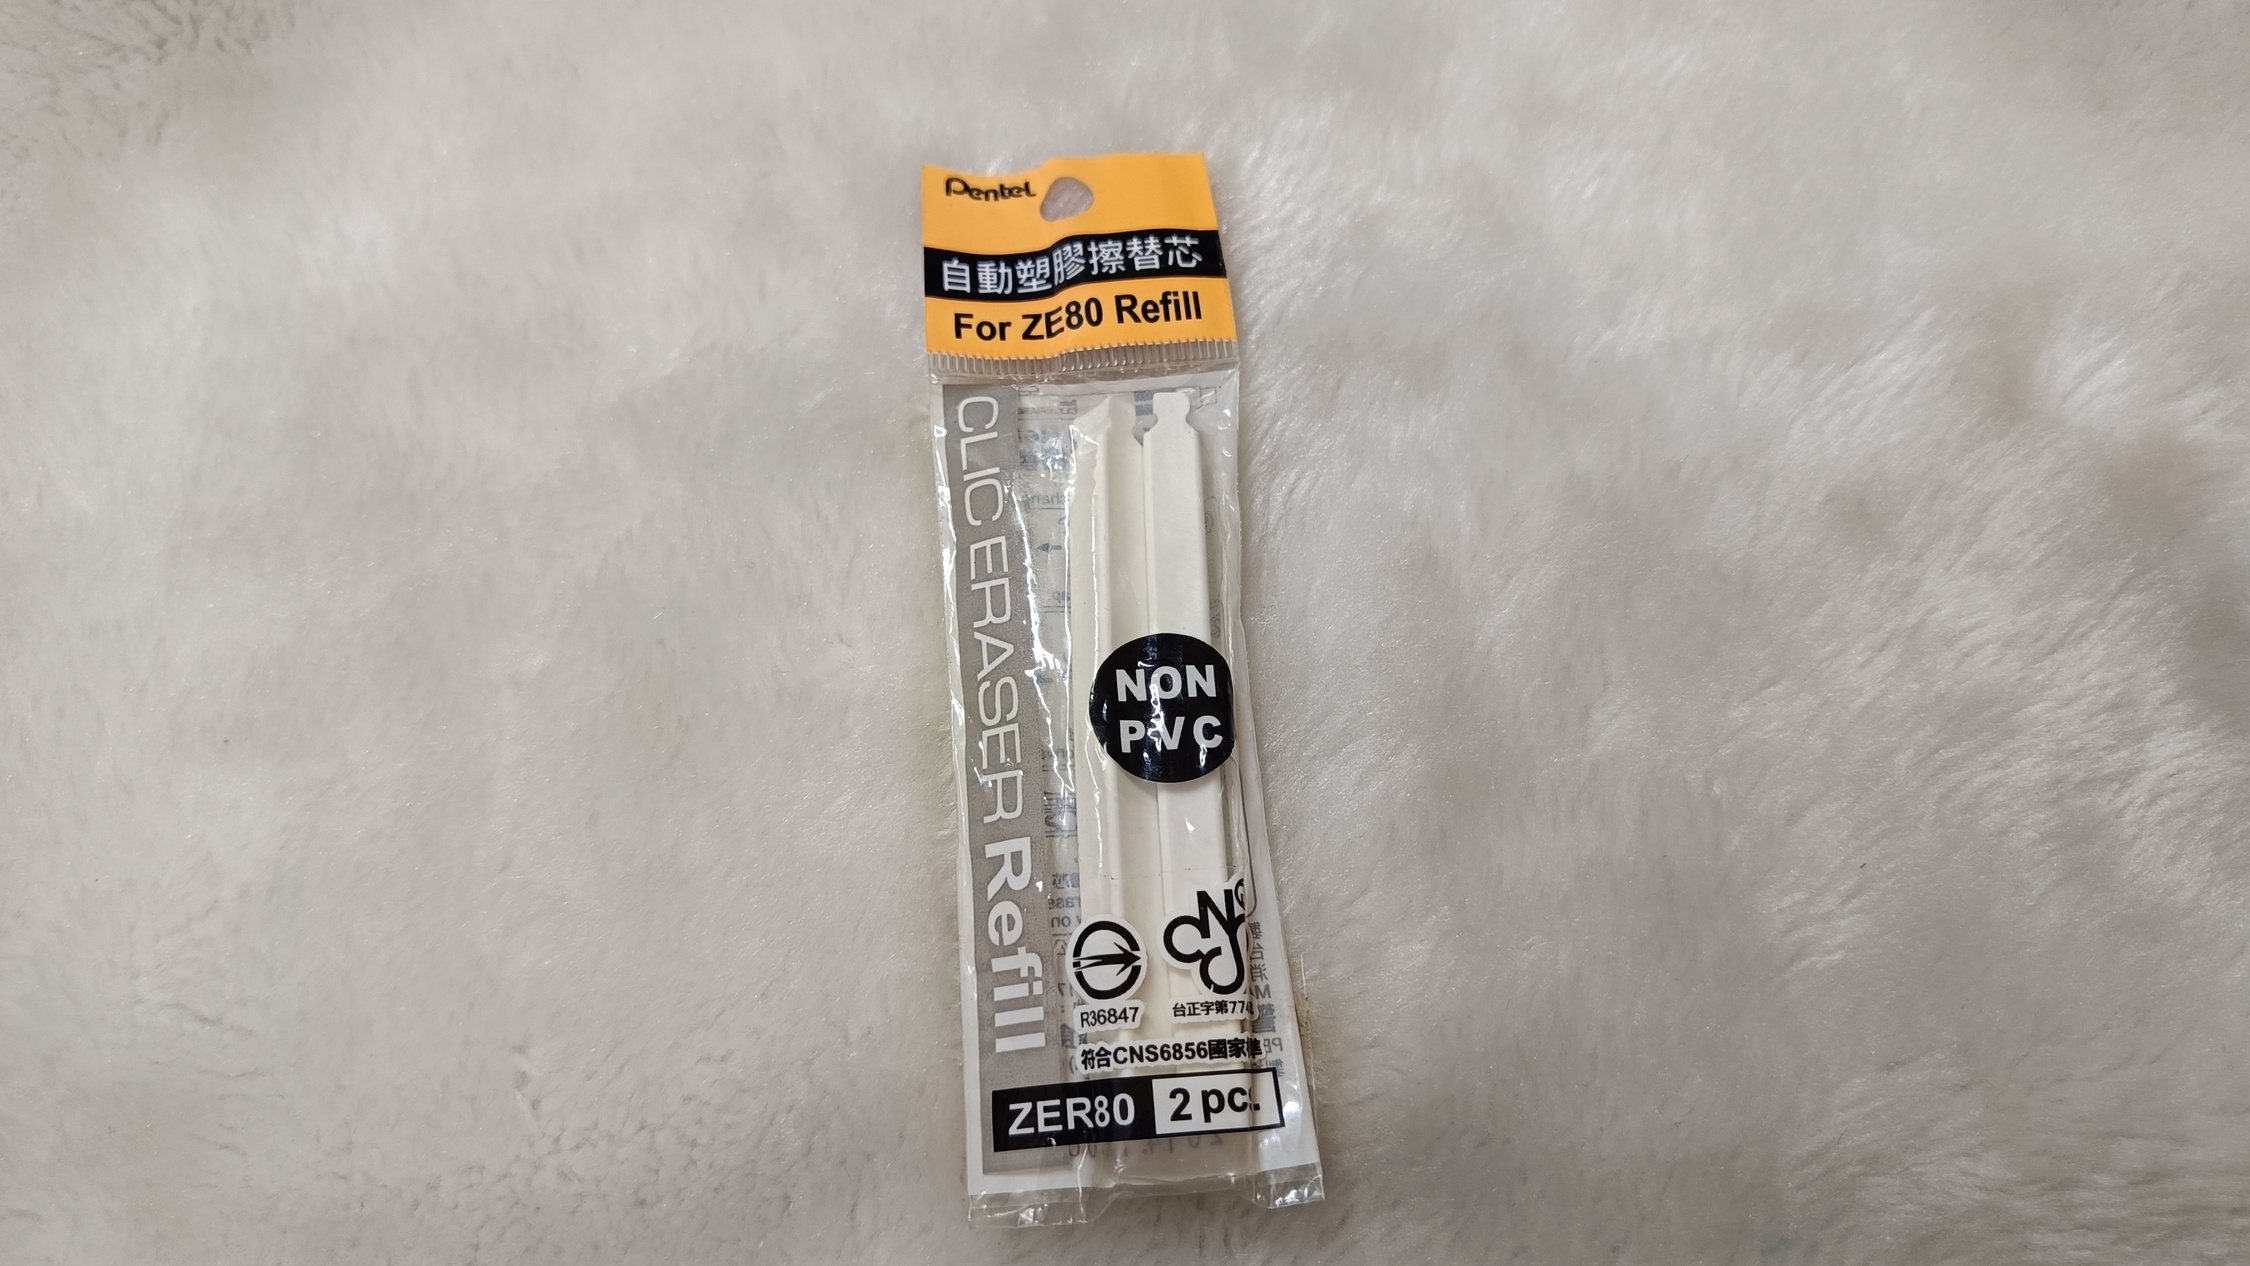 Pentel
自動塑膠擦替芯
For ZE80 Refill
CLIC ERASER Refill
NON
PVC
R36847
台正字第774
符合CNS6856國家標準
ZER80
2 pcs.